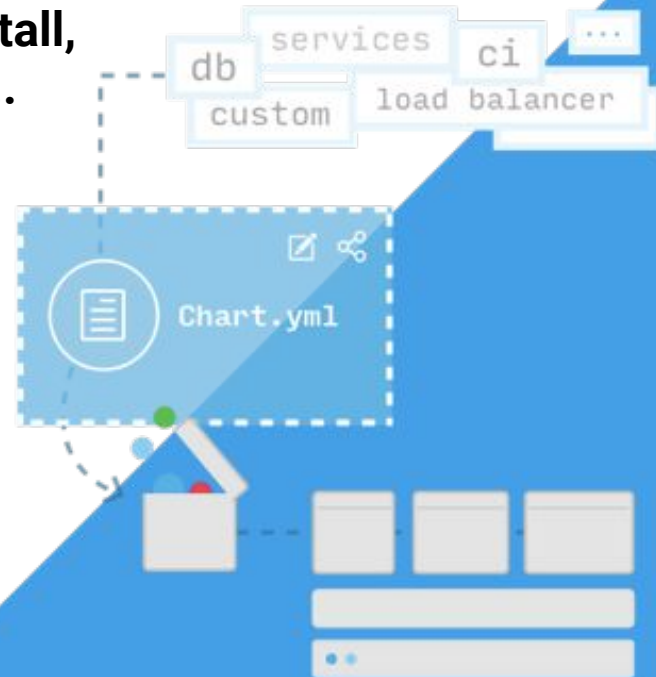 tall,
.
services
db
ci
...
custom
load balancer
Chart.yml